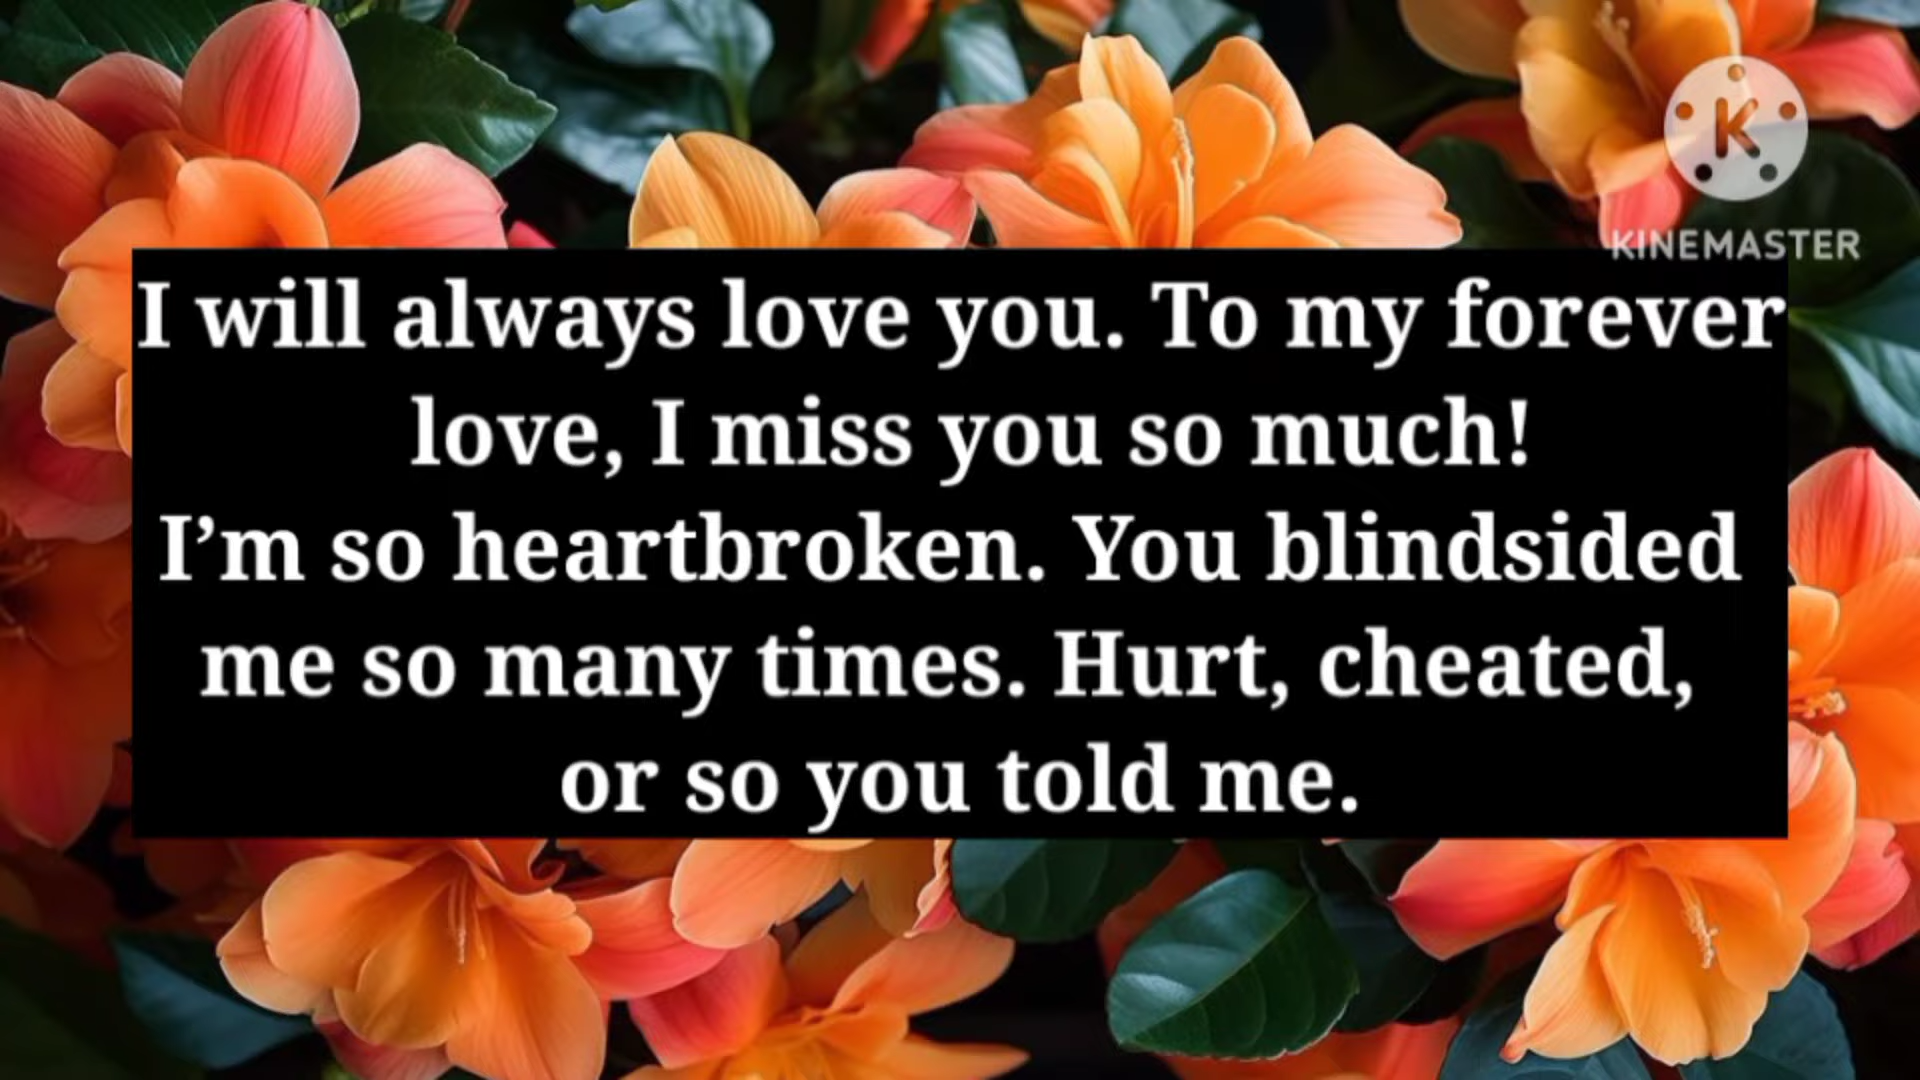 K
KINEMASTER
I will always love you. To my forever
love, I miss you so much!
I’m so heartbroken. You blindsided
me so many times. Hurt, cheated,
or so you told me.